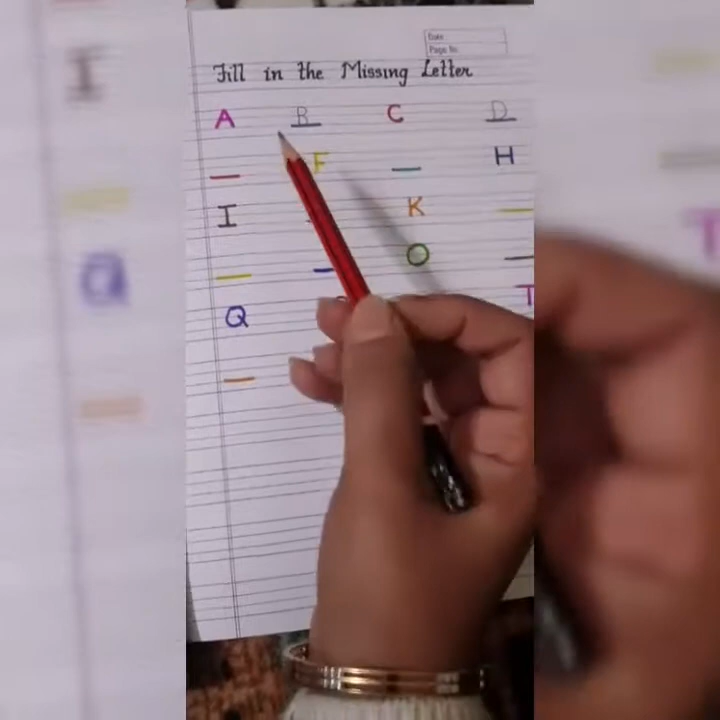 Date
Page No.
Fill in the Missing Letter
A B C D
_ F _ H
I K _
_ _ O _
Q T
_